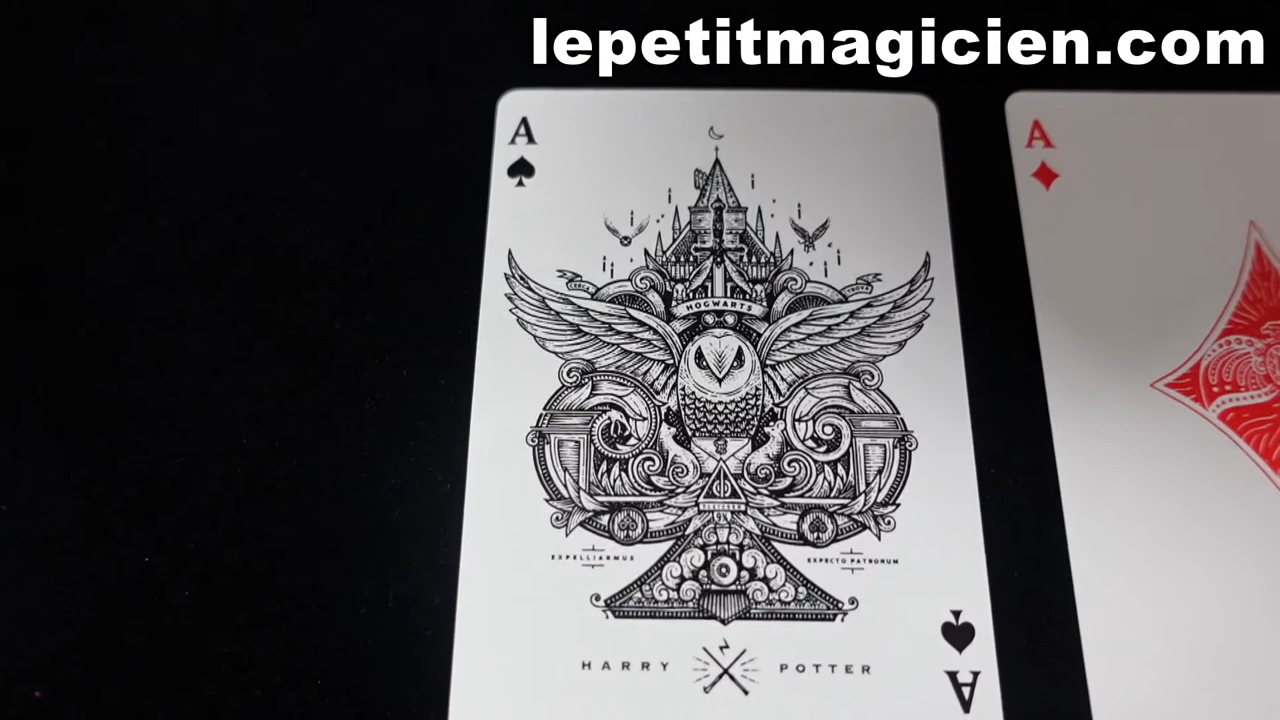 lepetitmagicien.com
A
A
HOGWARTS
EXPELLIARMUS
EXPECTO PATRONUM
HARRY POTTER
A